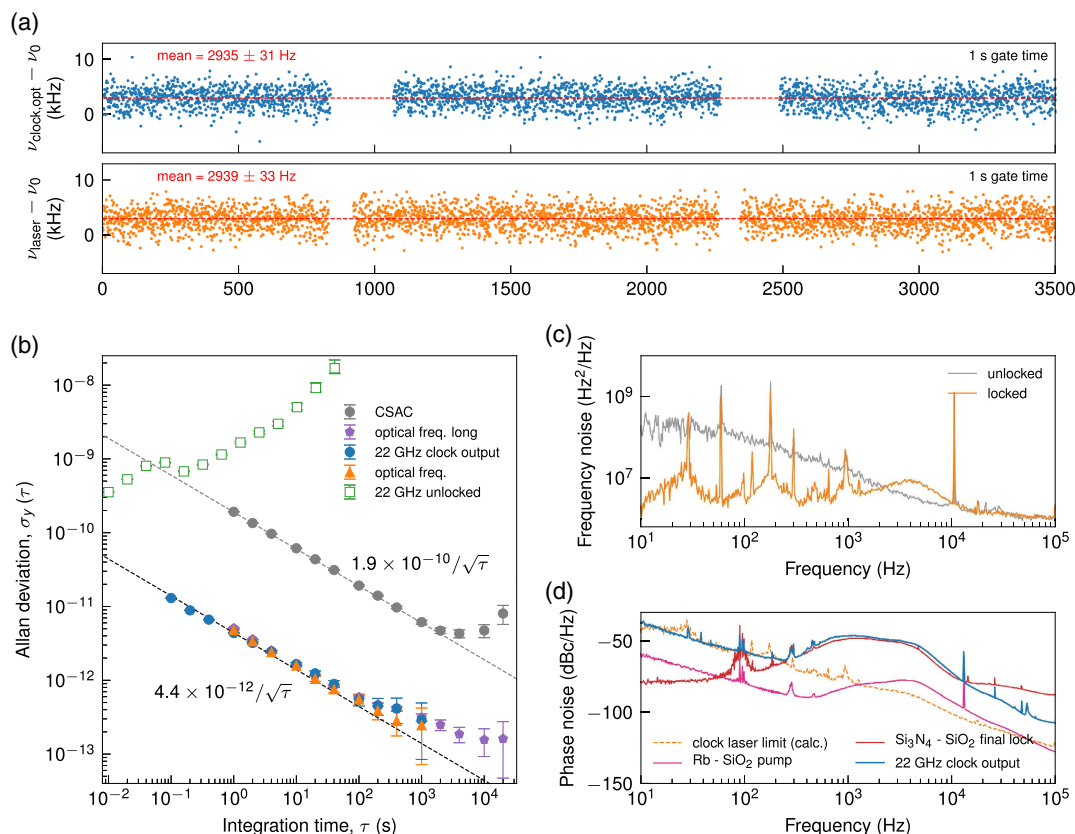 (a)
mean = 2935 ± 31 Hz
1 s gate time
ν_clock,opt − ν_0
(kHz)
10
0
mean = 2939 ± 33 Hz
1 s gate time
ν_laser − ν_0
(kHz)
10
0
0 500 1000 1500 2000 2500 3000 3500
(b)
Allan deviation, σ_y(τ)
10^−8
10^−9
10^−10
10^−11
10^−12
10^−13
CSAC
optical freq. long
22 GHz clock output
optical freq.
22 GHz unlocked
1.9 × 10^−10/√τ
4.4 × 10^−12/√τ
10^−2 10^−1 10^0 10^1 10^2 10^3 10^4
Integration time, τ (s)
(c)
Frequency noise (Hz^2/Hz)
10^9
10^7
unlocked
locked
10^1 10^2 10^3 10^4 10^5
Frequency (Hz)
(d)
Phase noise (dBc/Hz)
−50
−100
−150
clock laser limit (calc.)
Rb - SiO_2 pump
Si_3N_4 - SiO_2 final lock
22 GHz clock output
10^1 10^2 10^3 10^4 10^5
Frequency (Hz)